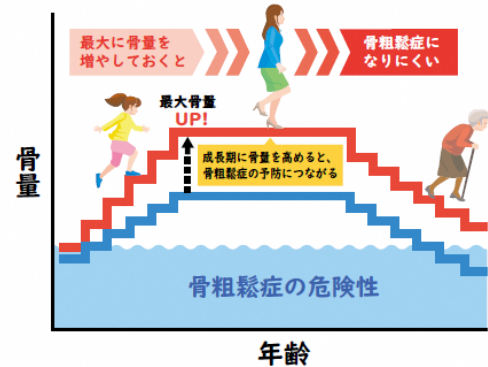 最大に骨量を
増やしておくと
骨粗鬆症に
なりにくい
最大骨量
UP!
成長期に骨量を高めると、
骨粗鬆症の予防につながる
骨量
骨粗鬆症の危険性
年齢